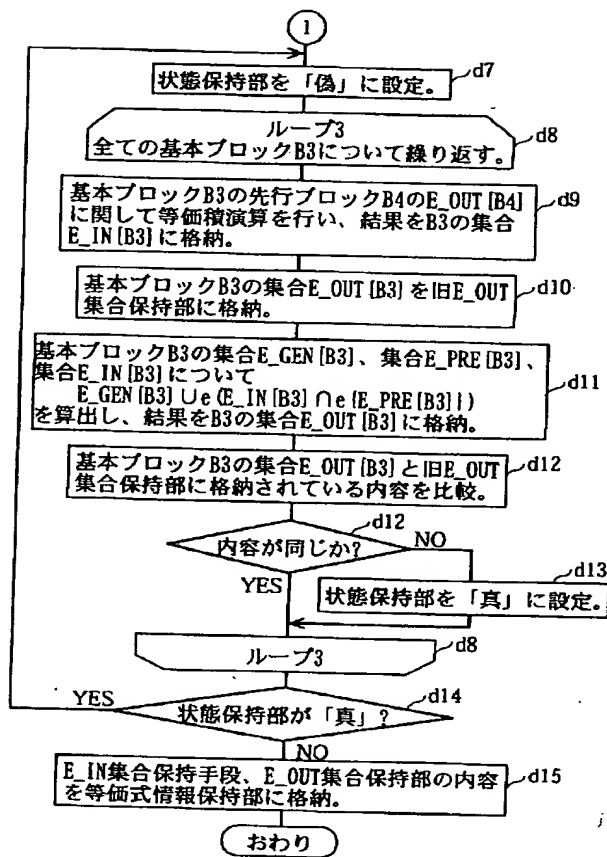 1
状態保持部を「偽」に設定。
d7
ループ3
全ての基本ブロックB3について繰り返す。
d8
基本ブロックB3の先行ブロックB4のE_OUT[B4]
に関して等価積演算を行い、結果をB3の集合
E_IN[B3]に格納。
d9
基本ブロックB3の集合E_OUT[B3]を旧E_OUT
集合保持部に格納。
d10
基本ブロックB3の集合E_GEN[B3]、集合E_PRE[B3]、
集合E_IN[B3]について
E_GEN[B3]∪e(E_IN[B3]∩e{E_PRE[B3]})
を算出し、結果をB3の集合E_OUT[B3]に格納。
d11
基本ブロックB3の集合E_OUT[B3]と旧E_OUT
集合保持部に格納されている内容を比較。
d12
d12
内容が同じか?
NO
YES
d13
状態保持部を「真」に設定。
d8
ループ3
YES
d14
状態保持部が「真」?
NO
E_IN集合保持手段、E_OUT集合保持部の内容
を等価式情報保持部に格納。
d15
おわり